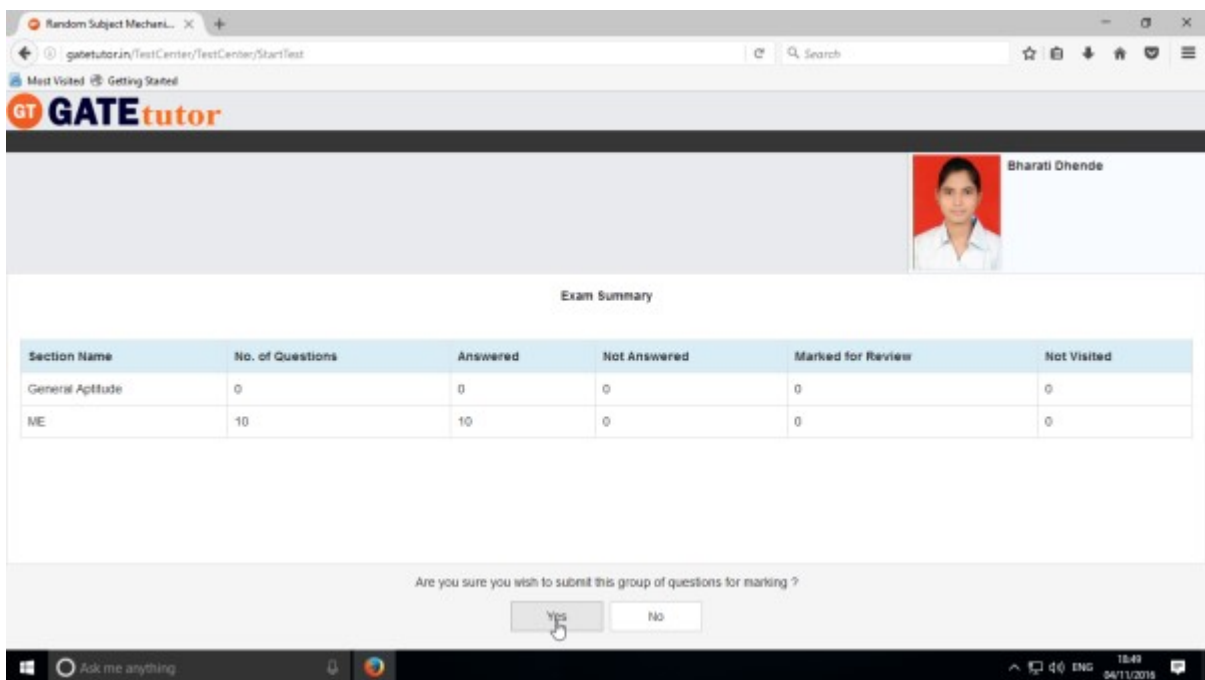 Random Subject Mechani...
gatetutor.in/TestCenter/TestCenter/StartTest
Search
Most Visited Getting Started
GT GATEtutor
Bharati Dhende
Exam Summary
Section Name No. of Questions Answered Not Answered Marked for Review Not Visited
General Aptitude 0 0 0 0 0
ME 10 10 0 0 0
Are you sure you wish to submit this group of questions for marking ?
Yes No
Ask me anything ENG 18:49
04/11/2016